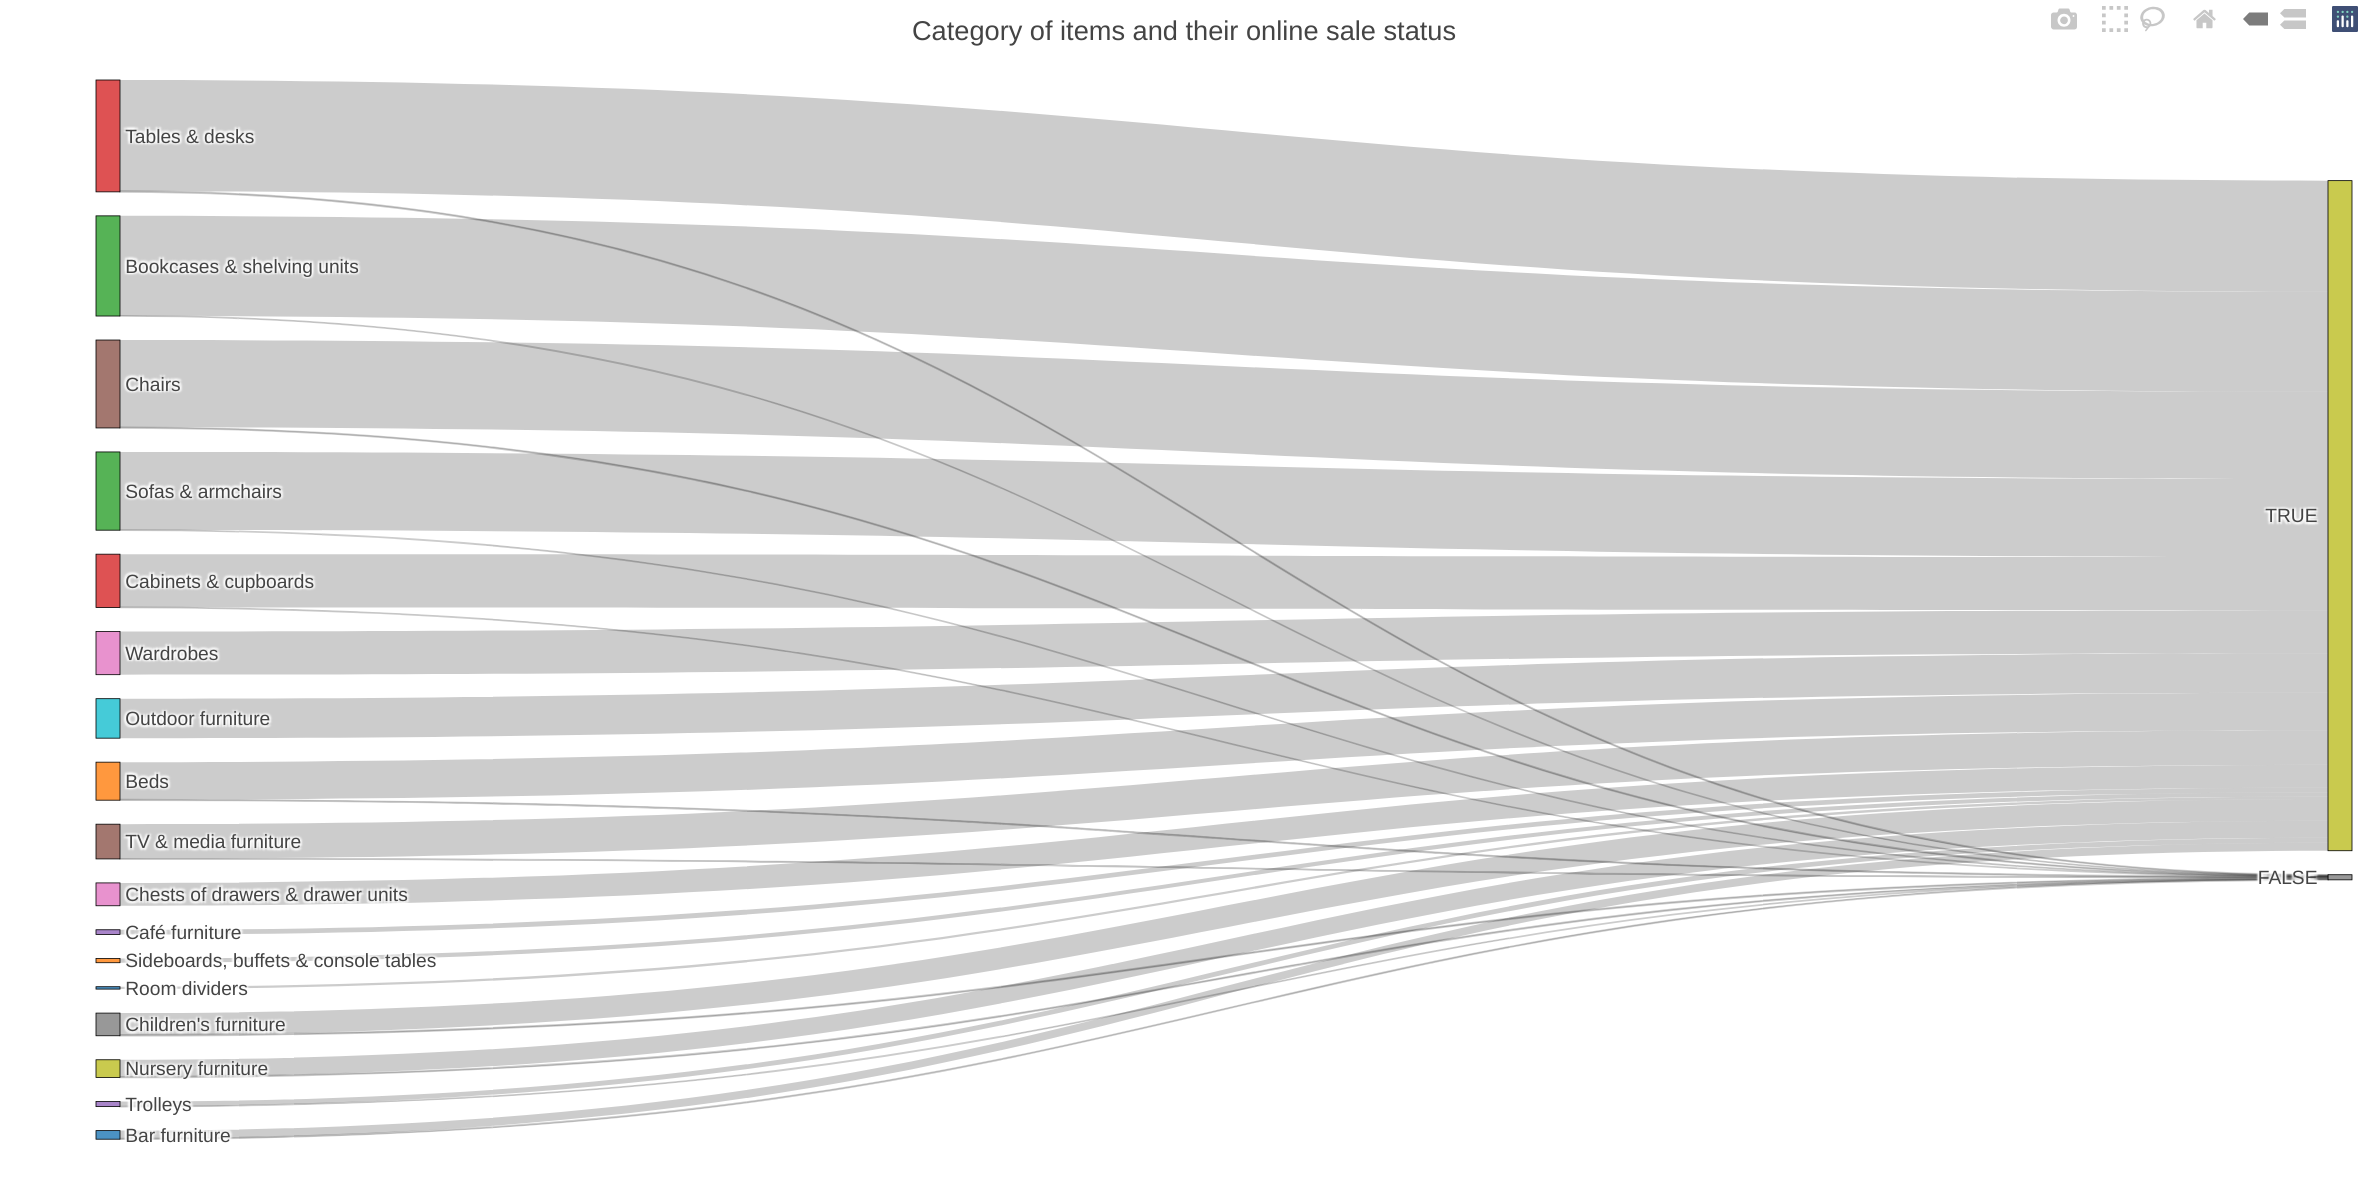 Category of items and their online sale status
Tables & desks
Bookcases & shelving units
Chairs
Sofas & armchairs
TRUE
Cabinets & cupboards
Wardrobes
Outdoor furniture
Beds
TV & media furniture
FALSE
Chests of drawers & drawer units
Café furniture
Sideboards, buffets & console tables
Room dividers
Children's furniture
Nursery furniture
Trolleys
Bar furniture